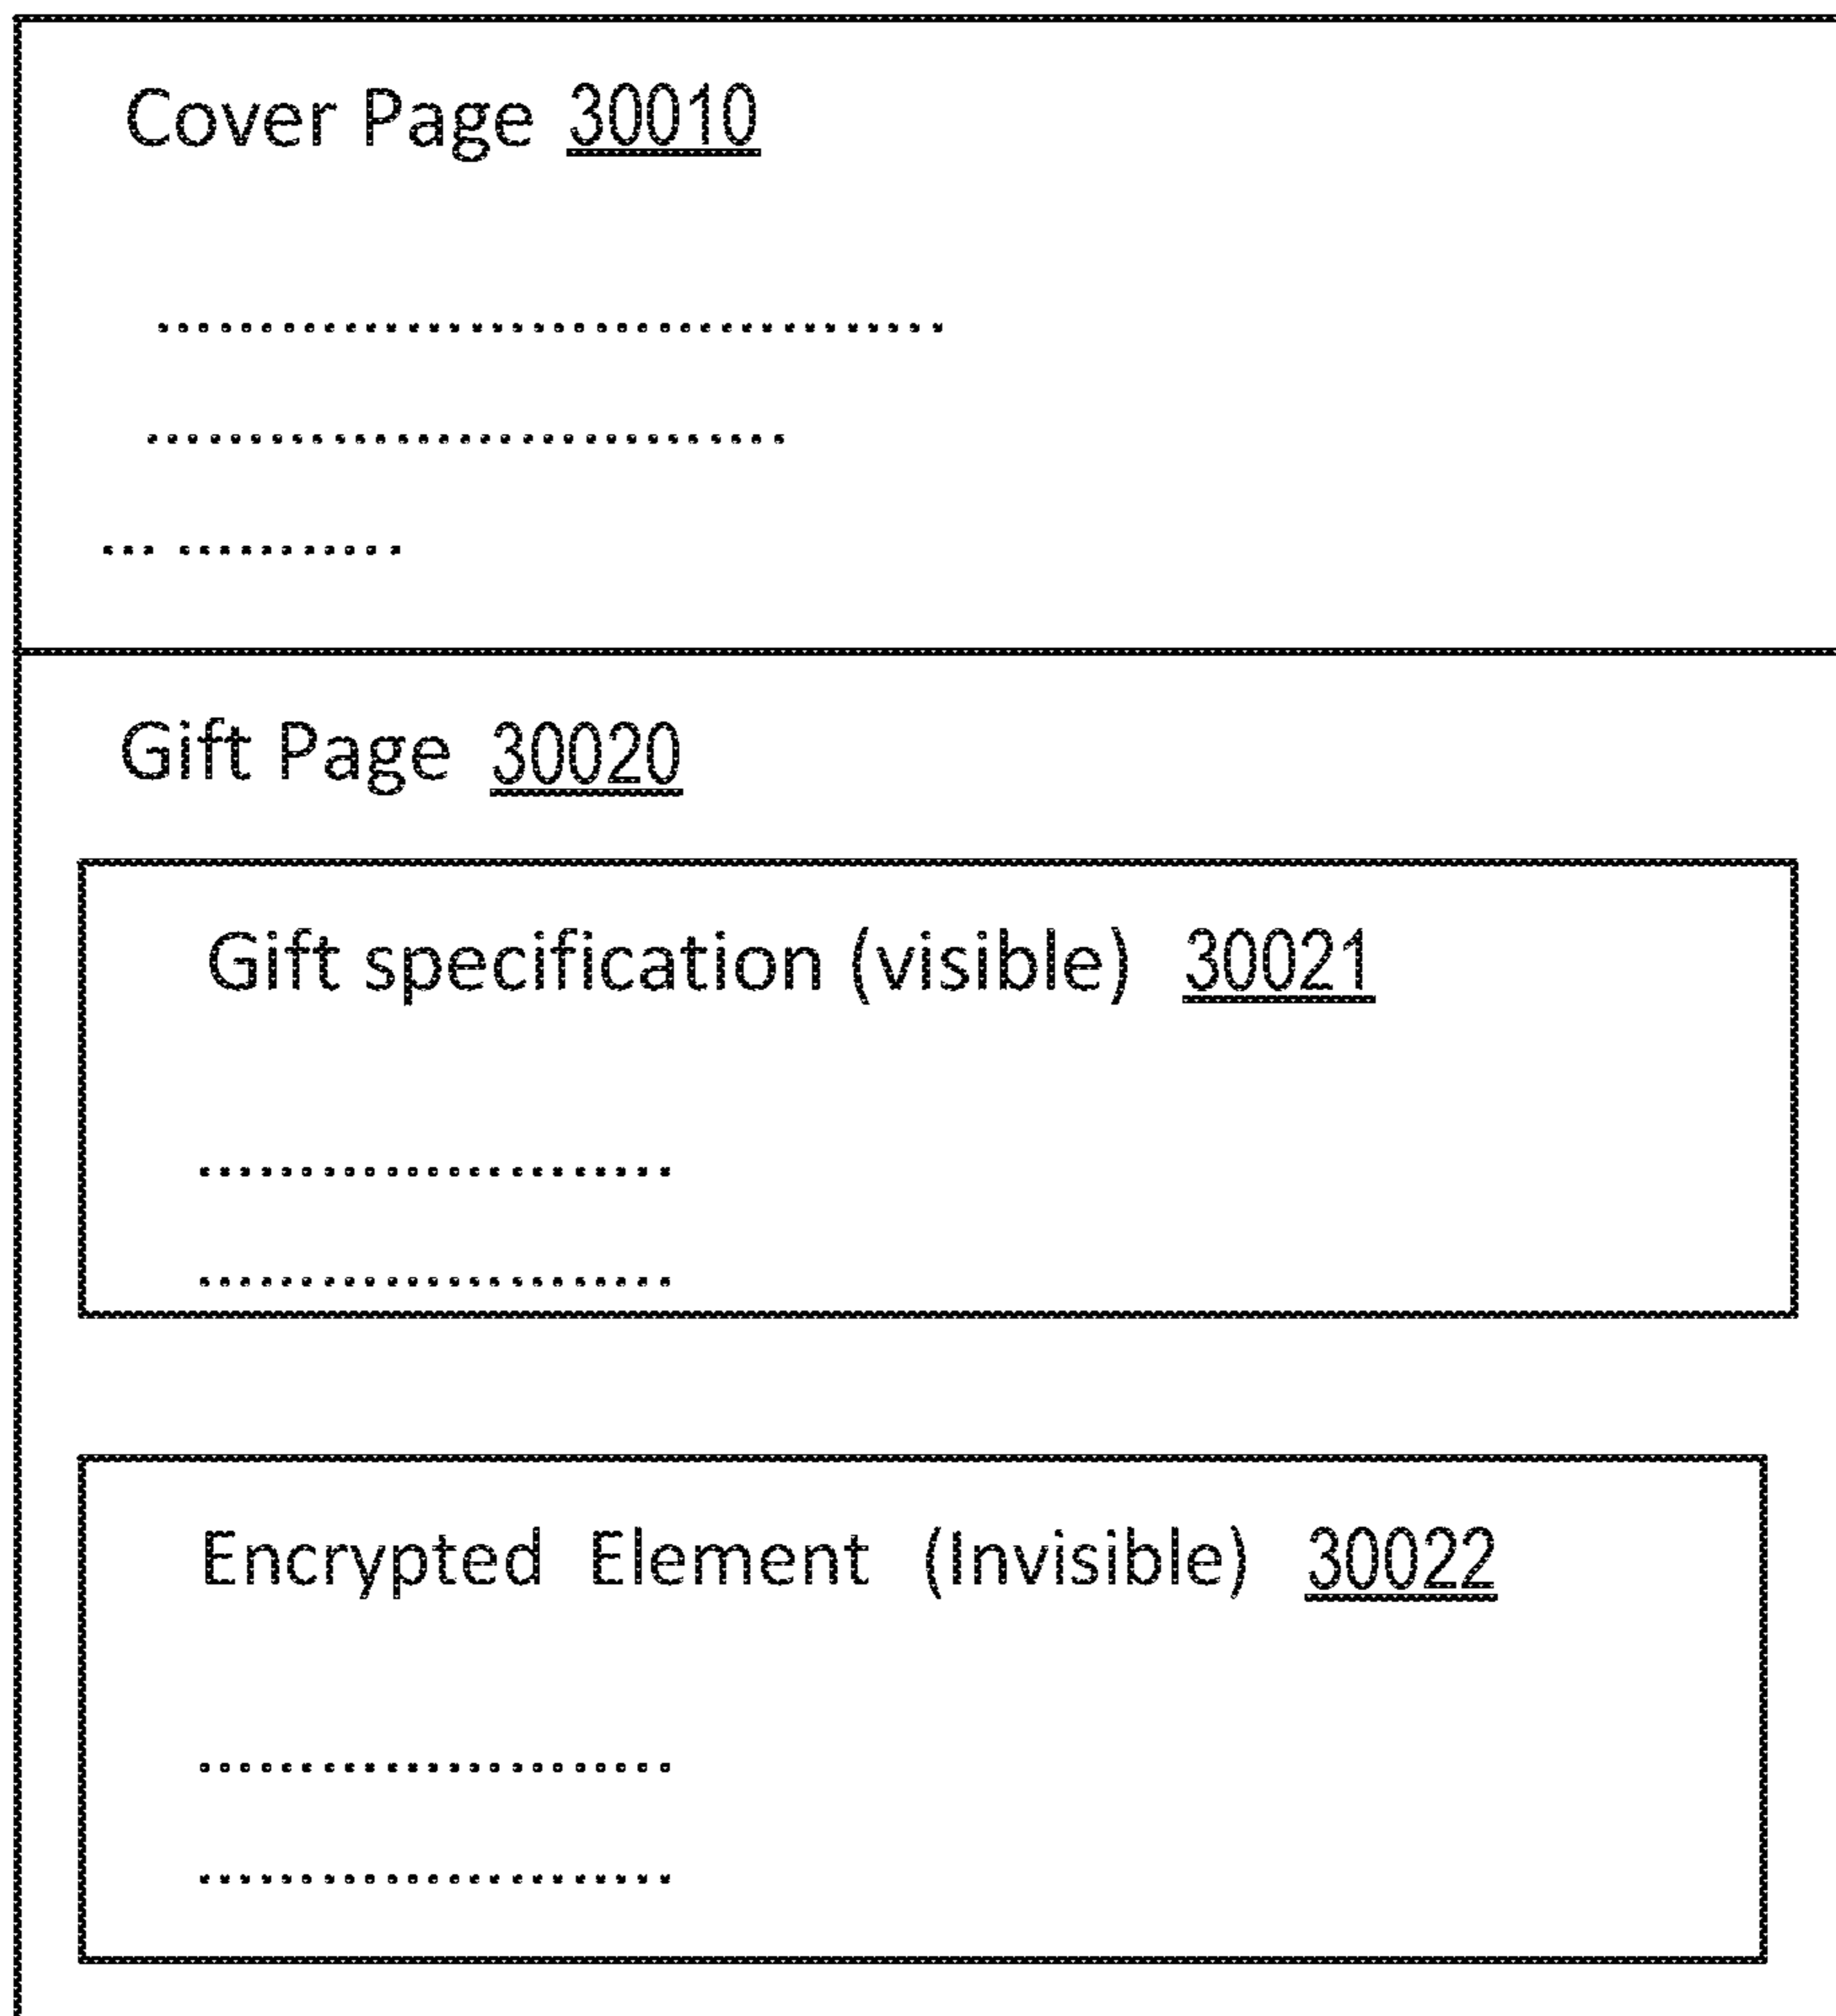 Cover Page 30010
.......................................
................................
... ...........
Gift Page 30020
Gift specification (visible) 30021
.......................
.......................
Encrypted Element (Invisible) 30022
.......................
.......................